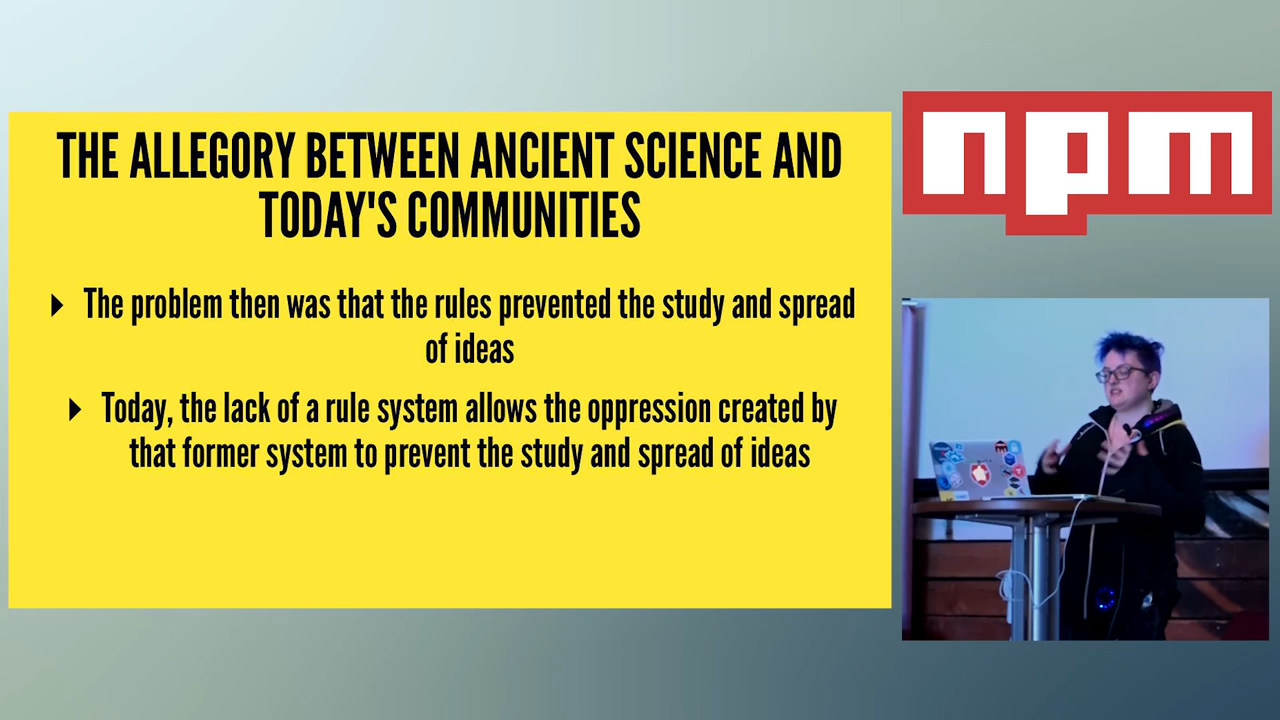 THE ALLEGORY BETWEEN ANCIENT SCIENCE AND
TODAY'S COMMUNITIES
▸ The problem then was that the rules prevented the study and spread
of ideas
▸ Today, the lack of a rule system allows the oppression created by
that former system to prevent the study and spread of ideas
npm